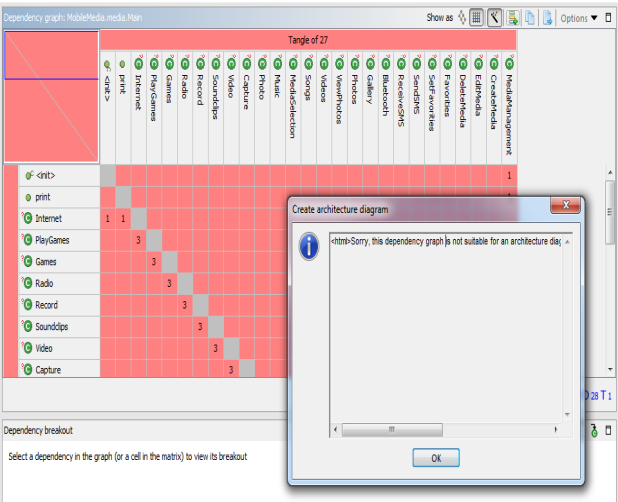 Dependency graph: MobileMedia.media.Main
Show as
Options
Tangle of 27
<init>
print
Internet
PlayGames
Games
Radio
Record
Soundclips
Video
Capture
Photo
Music
MediaSelection
Songs
Videos
ViewPhotos
Photos
Gallery
Bluetooth
ReceiveSMS
SendSMS
SetFavorities
Favorities
DeleteMedia
EditMedia
CreateMedia
MediaManagement
<init> 1
print
Internet 1 1
PlayGames 3
Games 3
Radio 3
Record 3
Soundclips 3
Video 3
Capture 3
Create architecture diagram
X
<html>Sorry, this dependency graph is not suitable for an architecture diag
OK
28 T 1
Dependency breakout
Select a dependency in the graph (or a cell in the matrix) to view its breakout